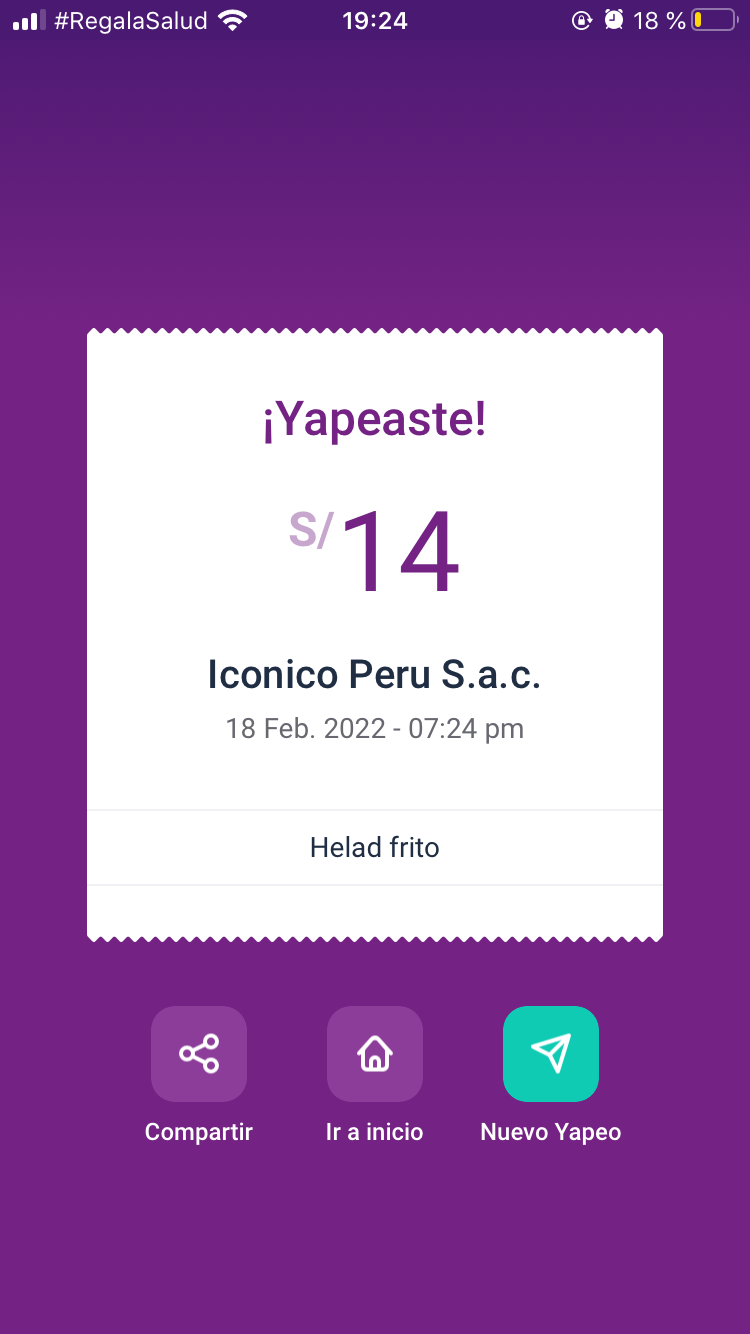 #RegalaSalud 19:24 18 %
¡Yapeaste!
S/14
Iconico Peru S.a.c.
18 Feb. 2022 - 07:24 pm
Helad frito
Compartir Ir a inicio Nuevo Yapeo